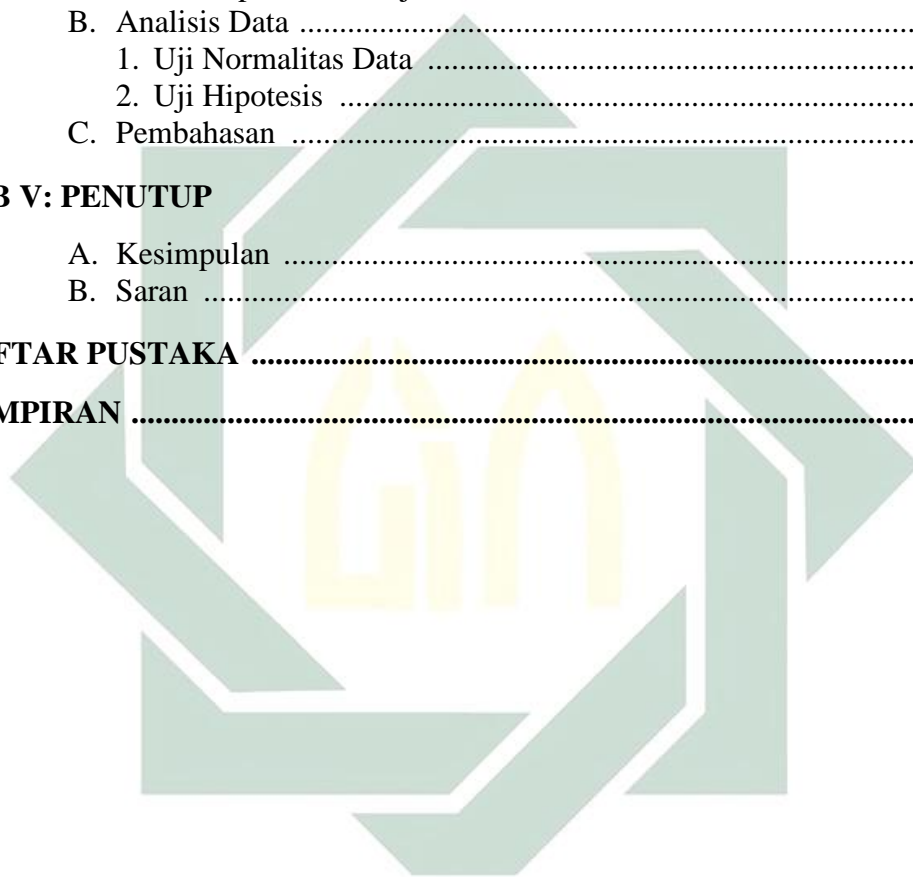 B. Analisis Data ................................................................................
1. Uji Normalitas Data ................................................................
2. Uji Hipotesis ...........................................................................
C. Pembahasan .................................................................................
B V: PENUTUP
A. Kesimpulan ..................................................................................
B. Saran ............................................................................................
FTAR PUSTAKA ....................................................................................
MPIRAN ...................................................................................................